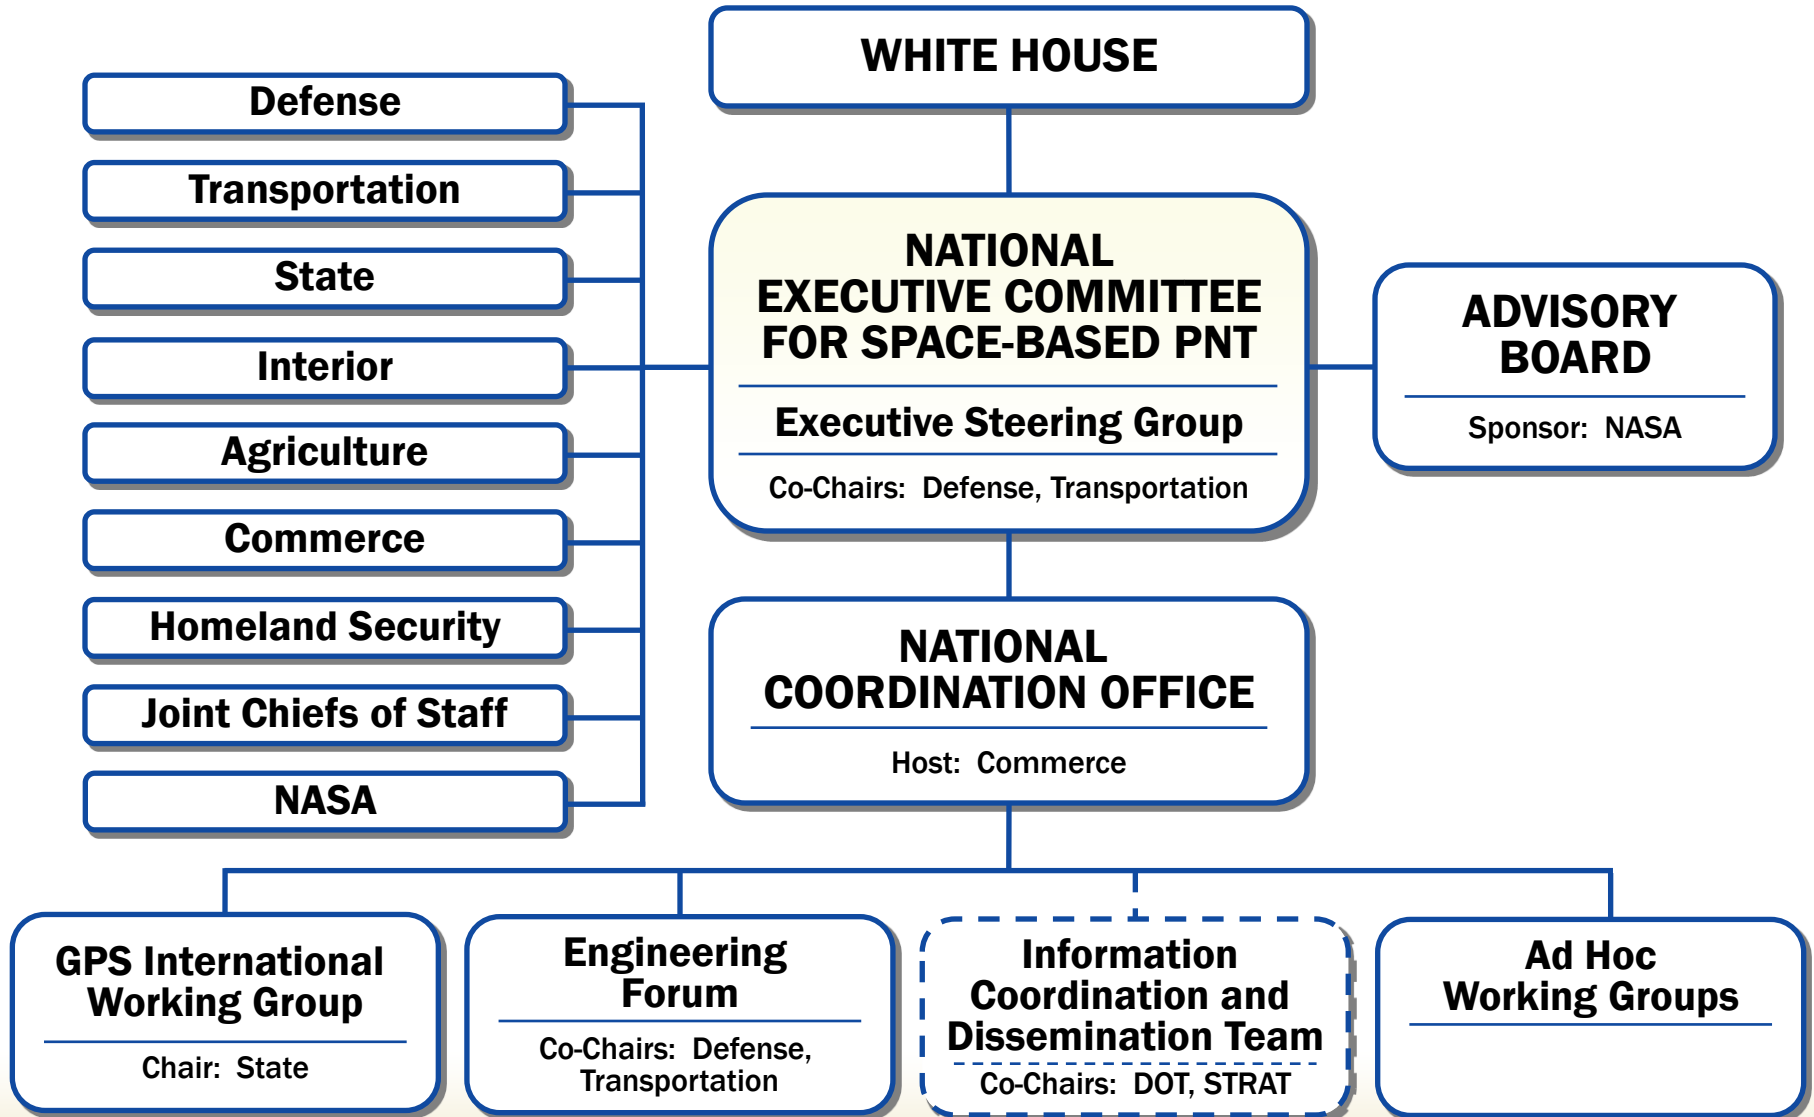 WHITE HOUSE
Defense
Transportation
State
Interior
Agriculture
Commerce
Homeland Security
Joint Chiefs of Staff
NASA
NATIONAL
EXECUTIVE COMMITTEE
FOR SPACE-BASED PNT
Executive Steering Group
Co-Chairs: Defense, Transportation
ADVISORY
BOARD
Sponsor: NASA
NATIONAL
COORDINATION OFFICE
Host: Commerce
GPS International
Working Group
Chair: State
Engineering
Forum
Co-Chairs: Defense,
Transportation
Information
Coordination and
Dissemination Team
Co-Chairs: DOT, STRAT
Ad Hoc
Working Groups